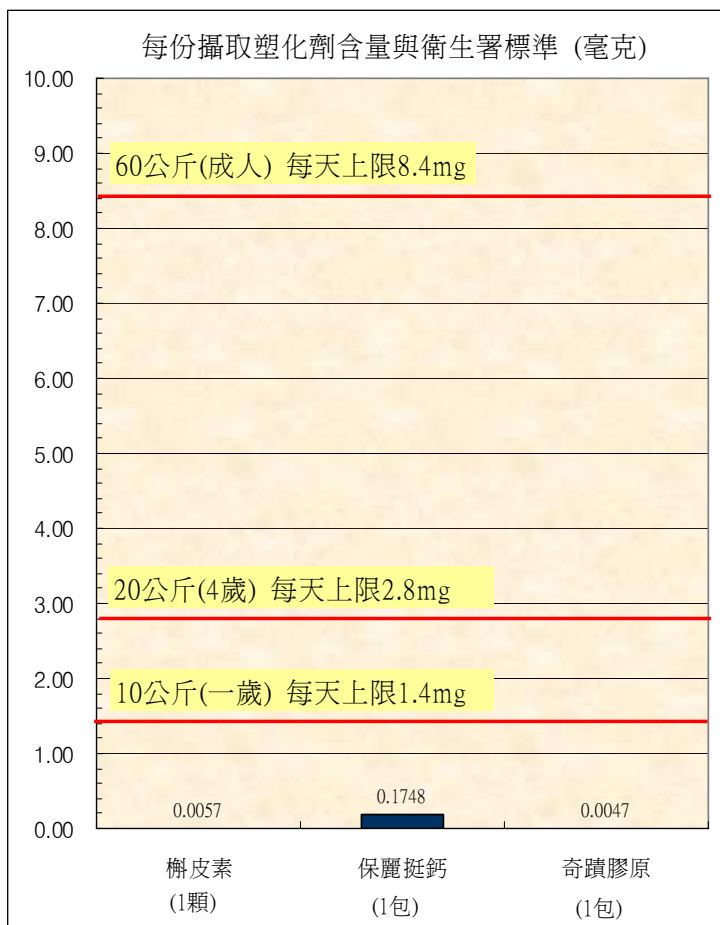 每份攝取塑化劑含量與衛生署標準 (毫克)
10.00
9.00
60公斤(成人) 每天上限8.4mg
8.00
7.00
6.00
5.00
4.00
20公斤(4歲) 每天上限2.8mg
3.00
2.00
10公斤(一歲) 每天上限1.4mg
1.00
0.0057
0.1748
0.0047
0.00
槲皮素
(1顆)
保麗挺鈣
(1包)
奇蹟膠原
(1包)